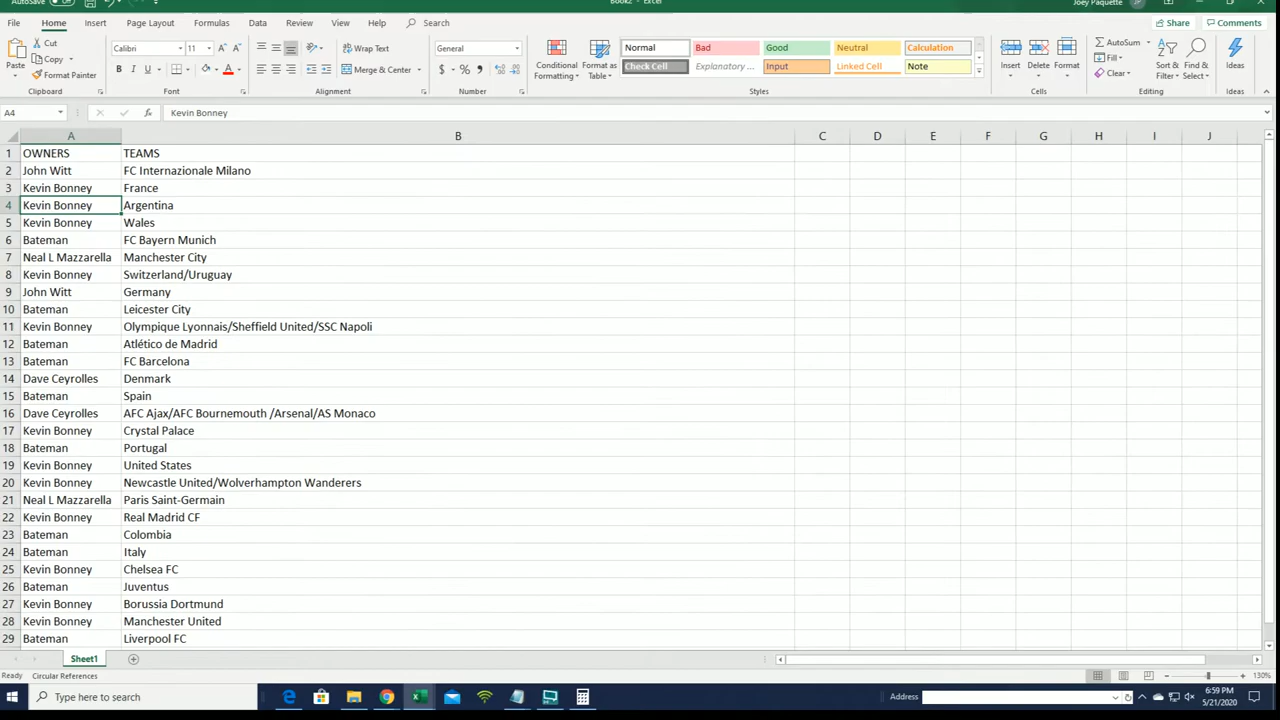 AutoSave
Book2 - Excel
Joey Paquette
JP
File Home Insert Page Layout Formulas Data Review View Help Search
Share Comments
Cut
Copy
Format Painter
Paste
Clipboard
Calibri 11
B I U
Font
Wrap Text
Merge & Center
Alignment
General
$ % ,
Number
Conditional Formatting
Format as Table
Normal Bad Good Neutral Calculation
Check Cell Explanatory ... Input Linked Cell Note
Styles
Insert Delete Format
Cells
AutoSum
Fill
Clear
Sort & Filter
Find & Select
Editing
Ideas
Ideas
A4 fx Kevin Bonney
A B C D E F G H I J
1 OWNERS TEAMS
2 John Witt FC Internazionale Milano
3 Kevin Bonney France
4 Kevin Bonney Argentina
5 Kevin Bonney Wales
6 Bateman FC Bayern Munich
7 Neal L Mazzarella Manchester City
8 Kevin Bonney Switzerland/Uruguay
9 John Witt Germany
10 Bateman Leicester City
11 Kevin Bonney Olympique Lyonnais/Sheffield United/SSC Napoli
12 Bateman Atlético de Madrid
13 Bateman FC Barcelona
14 Dave Ceyrolles Denmark
15 Bateman Spain
16 Dave Ceyrolles AFC Ajax/AFC Bournemouth /Arsenal/AS Monaco
17 Kevin Bonney Crystal Palace
18 Bateman Portugal
19 Kevin Bonney United States
20 Kevin Bonney Newcastle United/Wolverhampton Wanderers
21 Neal L Mazzarella Paris Saint-Germain
22 Kevin Bonney Real Madrid CF
23 Bateman Colombia
24 Bateman Italy
25 Kevin Bonney Chelsea FC
26 Bateman Juventus
27 Kevin Bonney Borussia Dortmund
28 Kevin Bonney Manchester United
29 Bateman Liverpool FC
Sheet1
Ready Circular References 130%
Type here to search
Address
6:59 PM
5/21/2020